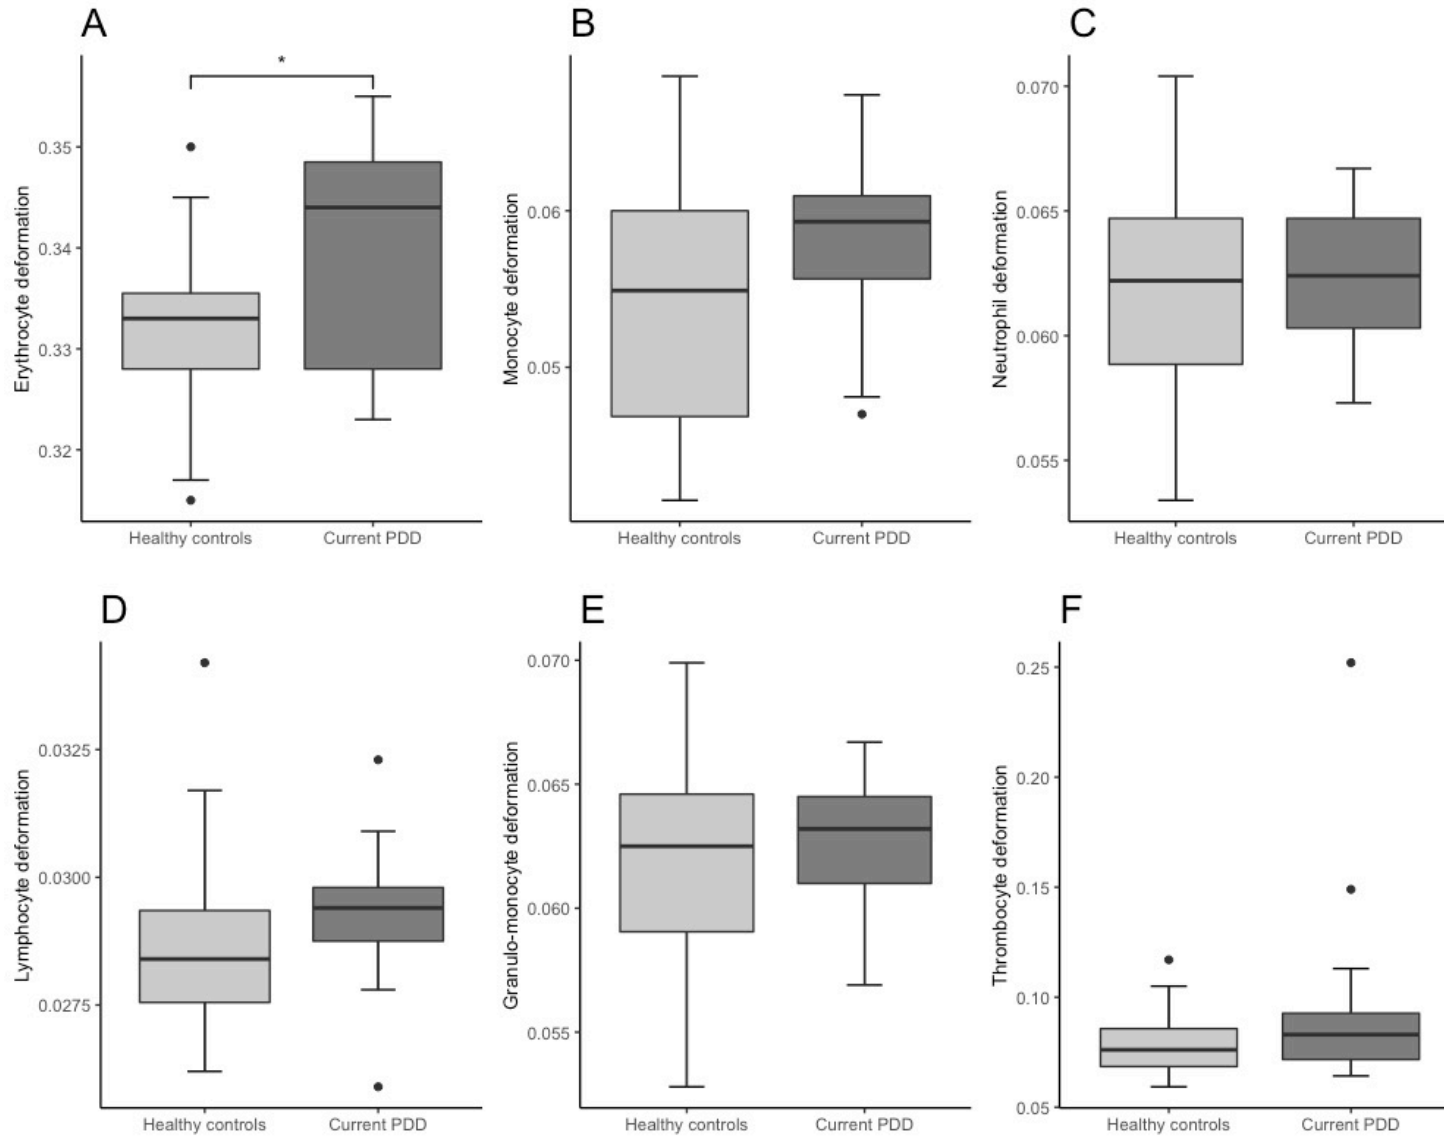 A
*
Erythrocyte deformation
0.35
0.34
0.33
0.32
Healthy controls
Current PDD
B
Monocyte deformation
0.06
0.05
Healthy controls
Current PDD
C
Neutrophil deformation
0.070
0.065
0.060
0.055
Healthy controls
Current PDD
D
Lymphocyte deformation
0.0325
0.0300
0.0275
Healthy controls
Current PDD
E
Granulo-monocyte deformation
0.070
0.065
0.060
0.055
Healthy controls
Current PDD
F
Thrombocyte deformation
0.25
0.20
0.15
0.10
0.05
Healthy controls
Current PDD